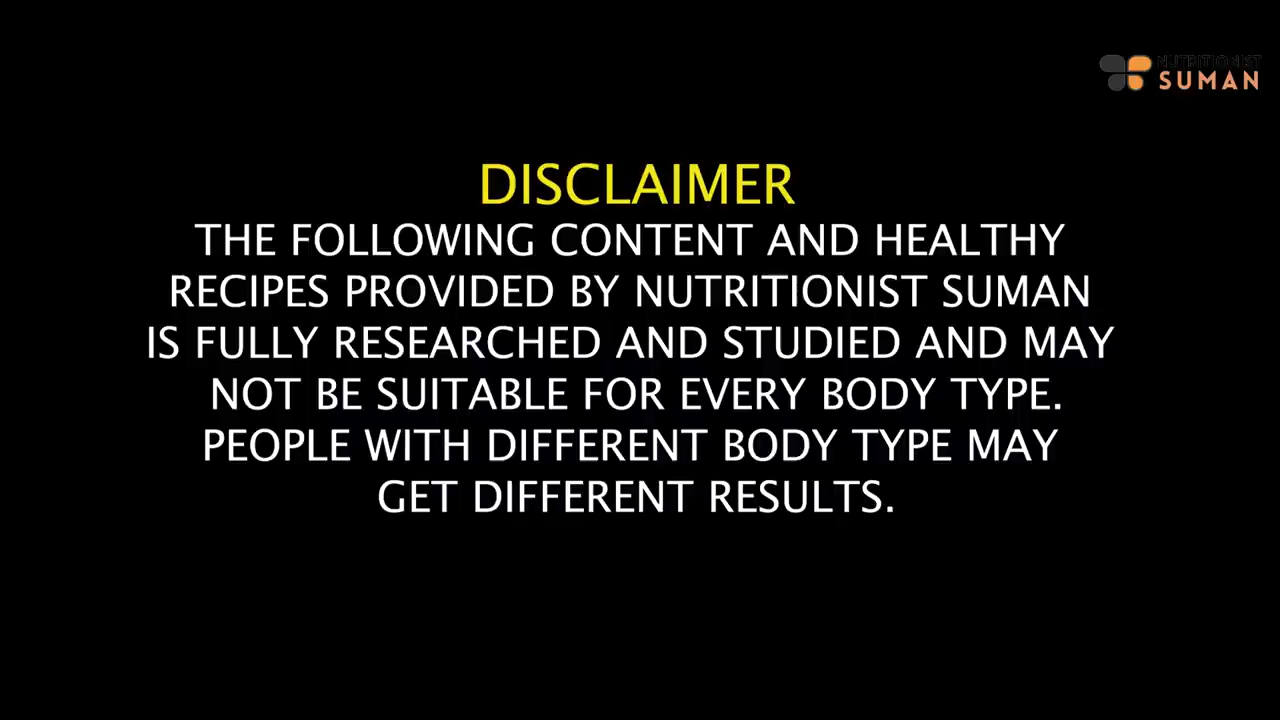 NUTRITIONIST
SUMAN
DISCLAIMER
THE FOLLOWING CONTENT AND HEALTHY
RECIPES PROVIDED BY NUTRITIONIST SUMAN
IS FULLY RESEARCHED AND STUDIED AND MAY
NOT BE SUITABLE FOR EVERY BODY TYPE.
PEOPLE WITH DIFFERENT BODY TYPE MAY
GET DIFFERENT RESULTS.